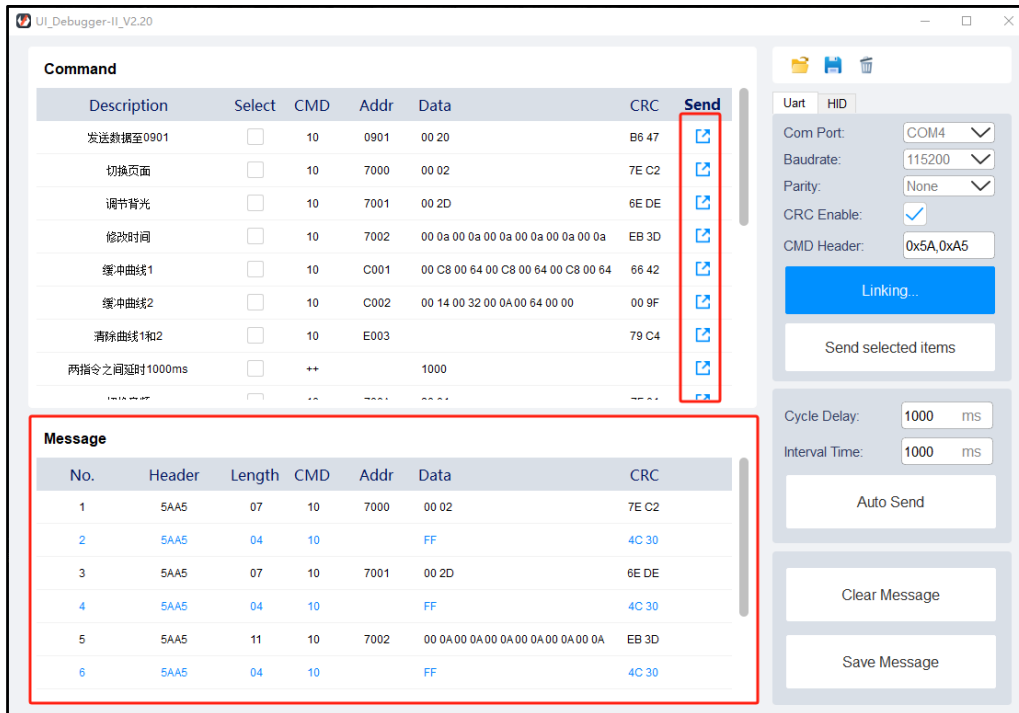 UI_Debugger-II_V2.20
Command
Description Select CMD Addr Data CRC Send
发送数据至0901 10 0901 00 20 B6 47
切换页面 10 7000 00 02 7E C2
调节背光 10 7001 00 2D 6E DE
修改时间 10 7002 00 0a 00 0a 00 0a 00 0a 00 0a 00 0a EB 3D
缓冲曲线1 10 C001 00 C8 00 64 00 C8 00 64 00 C8 00 64 66 42
缓冲曲线2 10 C002 00 14 00 32 00 0A 00 64 00 00 00 9F
清除曲线1和2 10 E003 79 C4
两指令之间延时1000ms ++ 1000
Message
No. Header Length CMD Addr Data CRC
1 5AA5 07 10 7000 00 02 7E C2
2 5AA5 04 10 FF 4C 30
3 5AA5 07 10 7001 00 2D 6E DE
4 5AA5 04 10 FF 4C 30
5 5AA5 11 10 7002 00 0A 00 0A 00 0A 00 0A 00 0A 00 0A EB 3D
6 5AA5 04 10 FF 4C 30
Uart HID
Com Port: COM4
Baudrate: 115200
Parity: None
CRC Enable:
CMD Header: 0x5A,0xA5
Linking...
Send selected items
Cycle Delay: 1000 ms
Interval Time: 1000 ms
Auto Send
Clear Message
Save Message